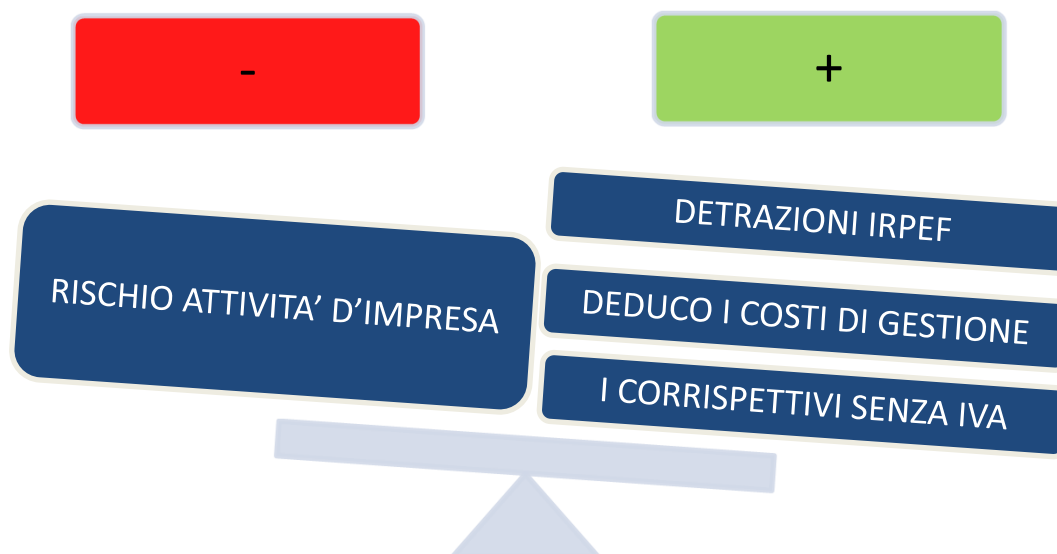 -
+
DETRAZIONI IRPEF
RISCHIO ATTIVITA’ D’IMPRESA
DEDUCO I COSTI DI GESTIONE
I CORRISPETTIVI SENZA IVA